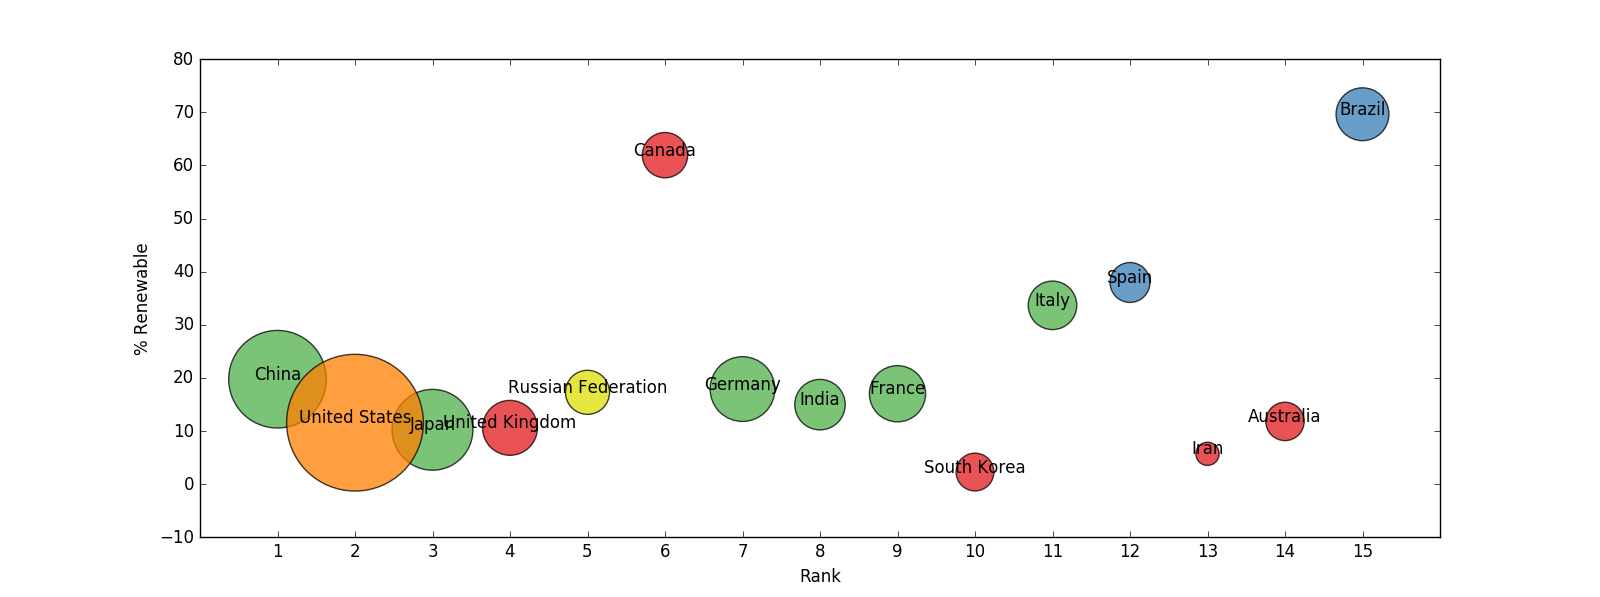 80
70
60
50
40
30
20
10
0
−10
% Renewable
Brazil
Canada
Spain
Italy
China
Germany
Russian Federation
France
India
United States
Japan
United Kingdom
Australia
Iran
South Korea
1 2 3 4 5 6 7 8 9 10 11 12 13 14 15
Rank